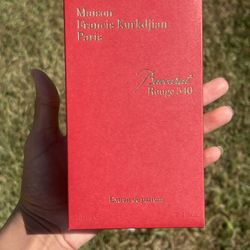 Maison
Francis Kurkdjian
Paris
Baccarat
Rouge 540
Extrait de parfum